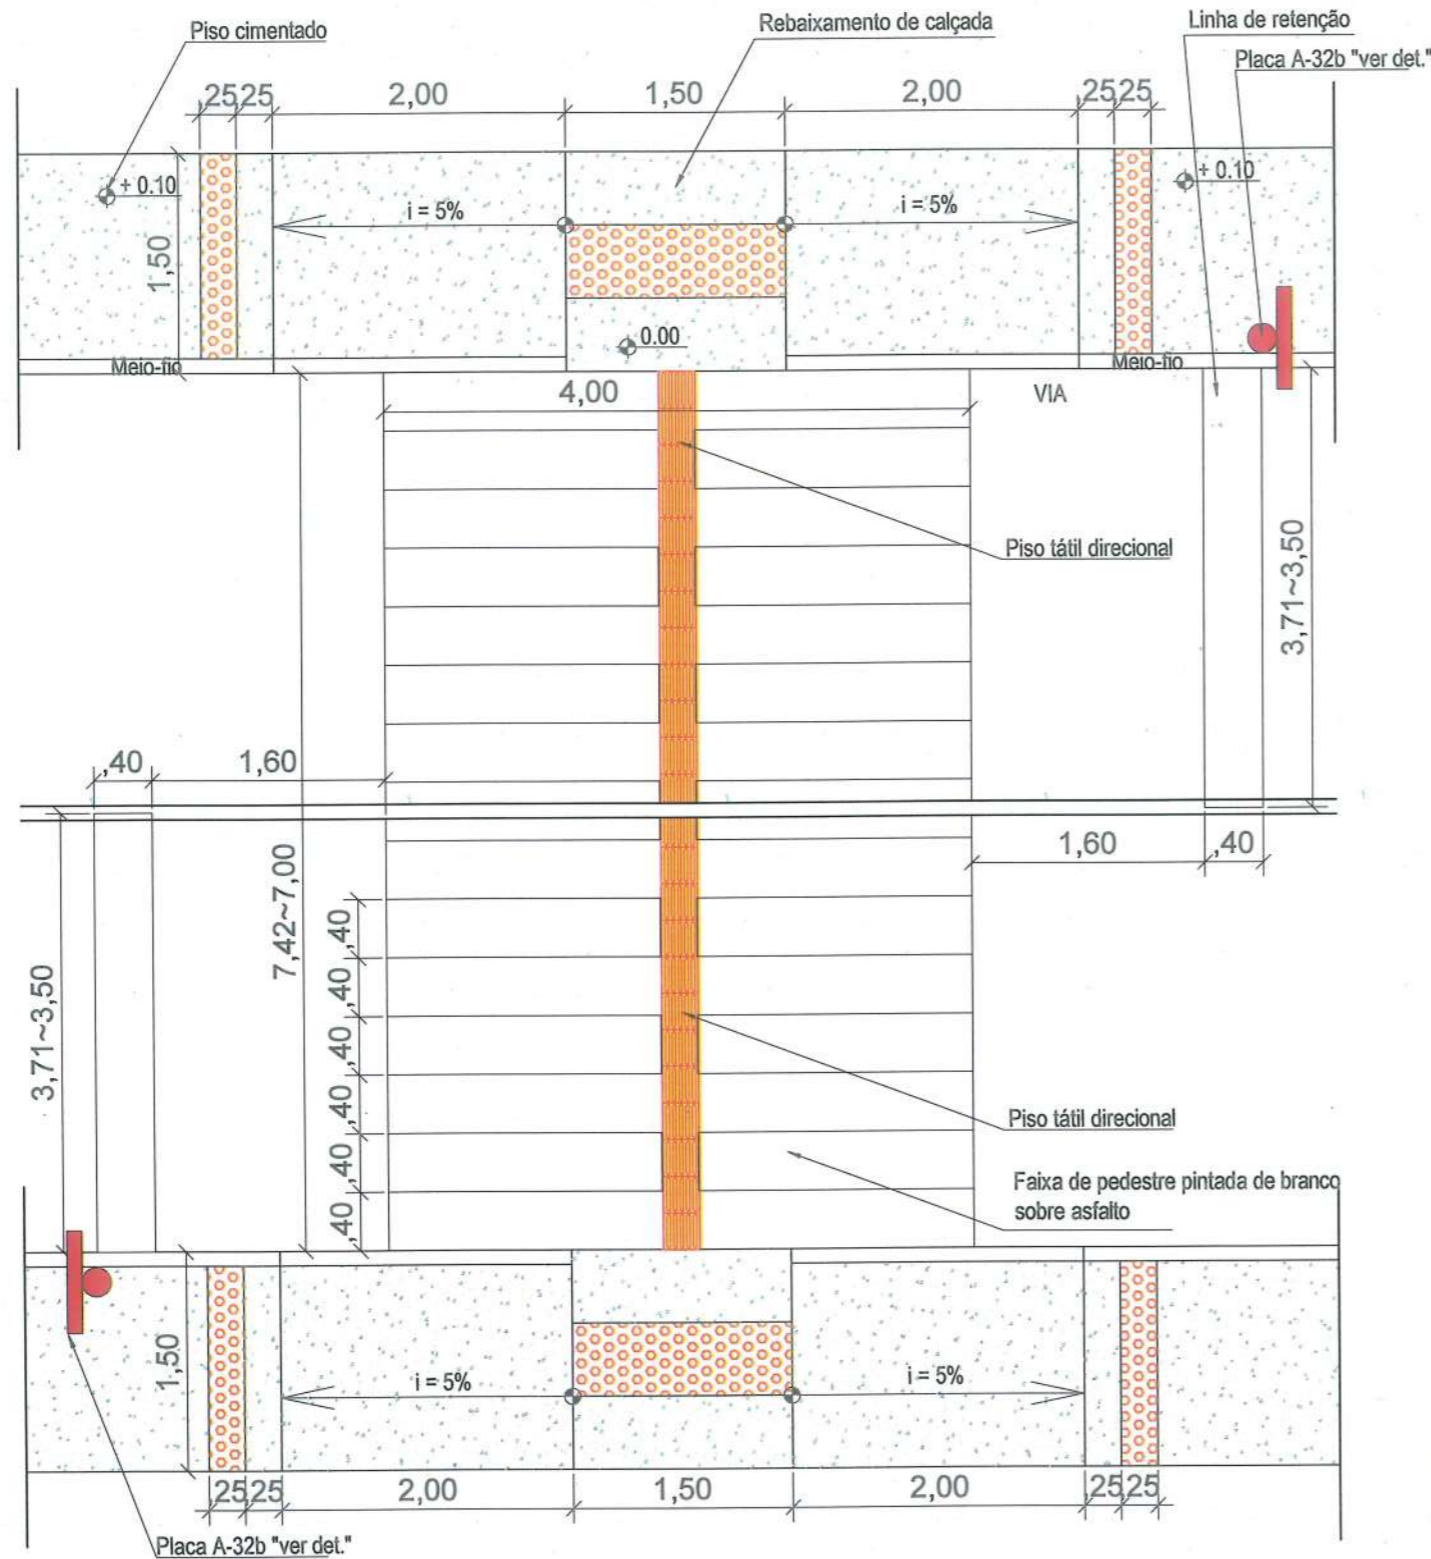 Piso cimentado
Rebaixamento de calçada
Linha de retenção
Placa A-32b "ver det."
,25 ,25 2,00 1,50 2,00 ,25 ,25
+ 0.10
+ 0.10
i = 5%
i = 5%
1,50
0.00
Meio-fio
Meio-fio
4,00
VIA
Piso tátil direcional
3,71~3,50
,40 1,60
1,60 ,40
7,42~7,00
3,71~3,50
,40
,40
,40
,40
,40
,40
Piso tátil direcional
Faixa de pedestre pintada de branco
sobre asfalto
1,50
i = 5%
i = 5%
,25 ,25 2,00 1,50 2,00 ,25 ,25
Placa A-32b "ver det."